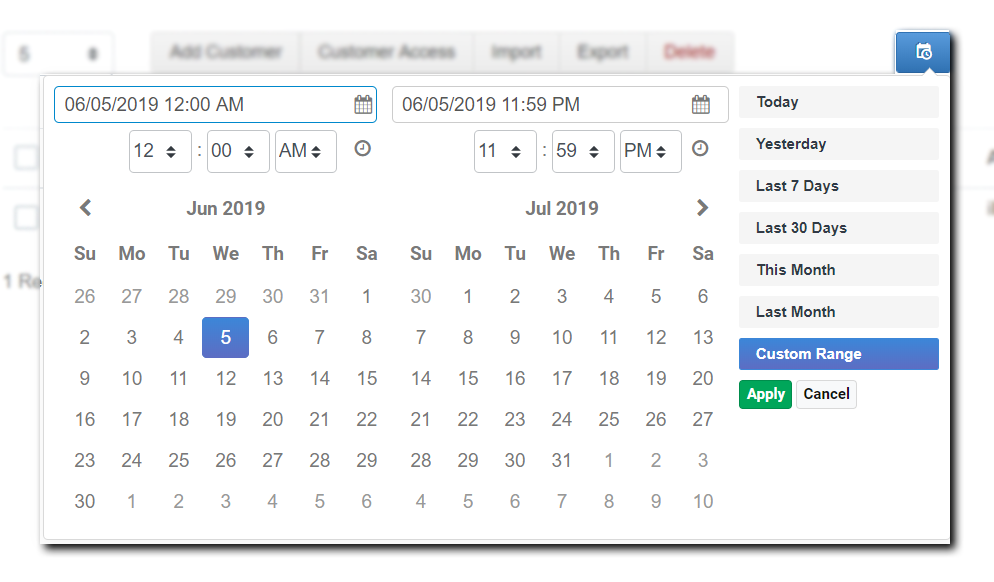 5 Add Customer Customer Access Import Export Delete
06/05/2019 12:00 AM 06/05/2019 11:59 PM
12 : 00 AM 11 : 59 PM
Jun 2019 Jul 2019
Su Mo Tu We Th Fr Sa Su Mo Tu We Th Fr Sa
26 27 28 29 30 31 1 30 1 2 3 4 5 6
2 3 4 5 6 7 8 7 8 9 10 11 12 13
9 10 11 12 13 14 15 14 15 16 17 18 19 20
16 17 18 19 20 21 22 21 22 23 24 25 26 27
23 24 25 26 27 28 29 28 29 30 31 1 2 3
30 1 2 3 4 5 6 4 5 6 7 8 9 10
Today
Yesterday
Last 7 Days
Last 30 Days
This Month
Last Month
Custom Range
Apply Cancel
1 Re